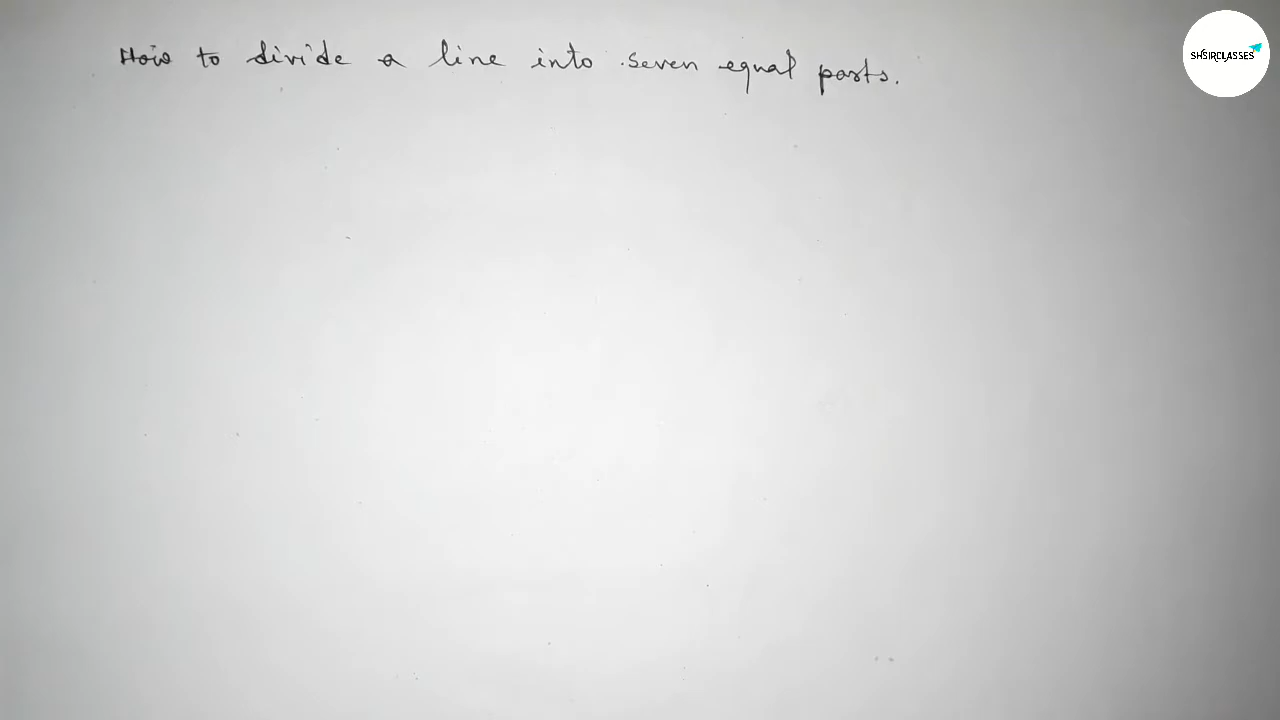 How to divide a line into seven equal parts.
SHSIRCLASSES